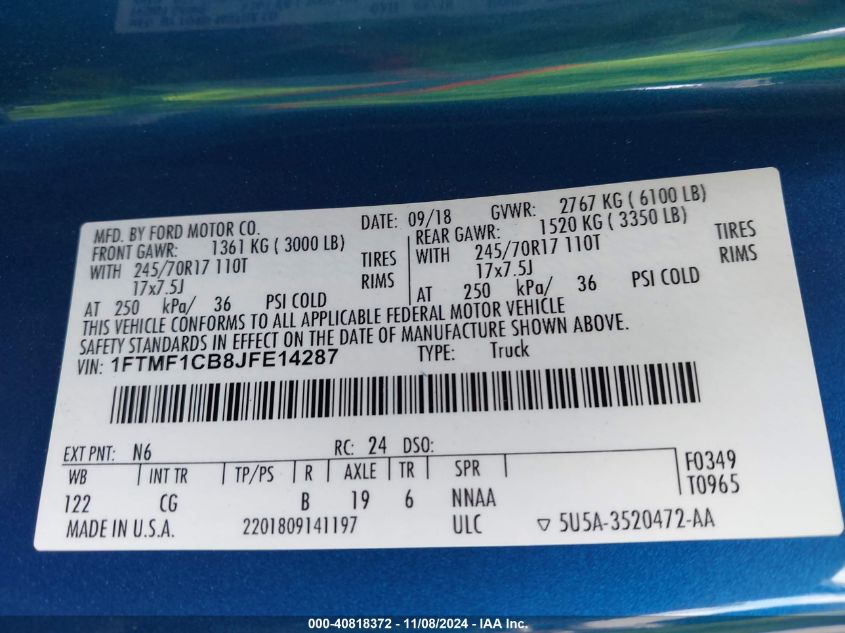 MFD. BY FORD MOTOR CO. DATE: 09/18 GVWR: 2767 KG ( 6100 LB)
FRONT GAWR: 1361 KG ( 3000 LB) REAR GAWR: 1520 KG ( 3350 LB)
WITH 245/70R17 110T TIRES WITH 245/70R17 110T TIRES
17x7.5J RIMS 17x7.5J RIMS
AT 250 kPa/ 36 PSI COLD AT 250 kPa/ 36 PSI COLD
THIS VEHICLE CONFORMS TO ALL APPLICABLE FEDERAL MOTOR VEHICLE
SAFETY STANDARDS IN EFFECT ON THE DATE OF MANUFACTURE SHOWN ABOVE.
VIN: 1FTMF1CB8JFE14287 TYPE: Truck
EXT PNT: N6 RC: 24 DSO:
WB INT TR TP/PS R AXLE TR SPR F0349
122 CG B 19 6 NNAA T0965
MADE IN U.S.A. 2201809141197 ULC ▽ 5U5A-3520472-AA
000-40818372 - 11/08/2024 - IAA Inc.